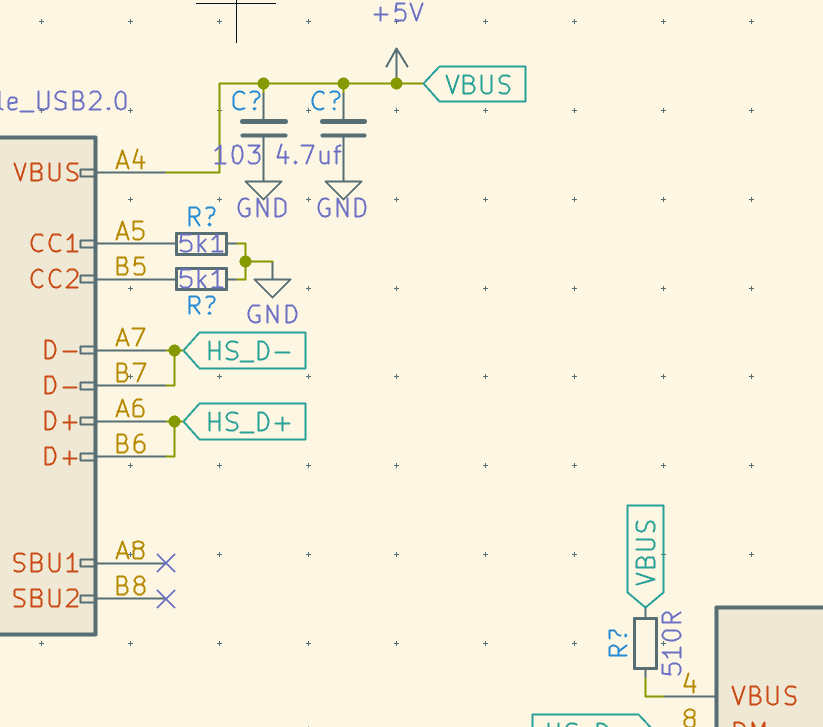 +5V
le_USB2.0
C?
C?
VBUS
103
4.7uf
VBUS
A4
GND
GND
R?
CC1
A5
5k1
CC2
B5
5k1
R?
GND
D-
A7
HS_D-
D-
B7
D+
A6
HS_D+
D+
B6
SBU1
A8
SBU2
B8
VBUS
R?
510R
4
VBUS
8